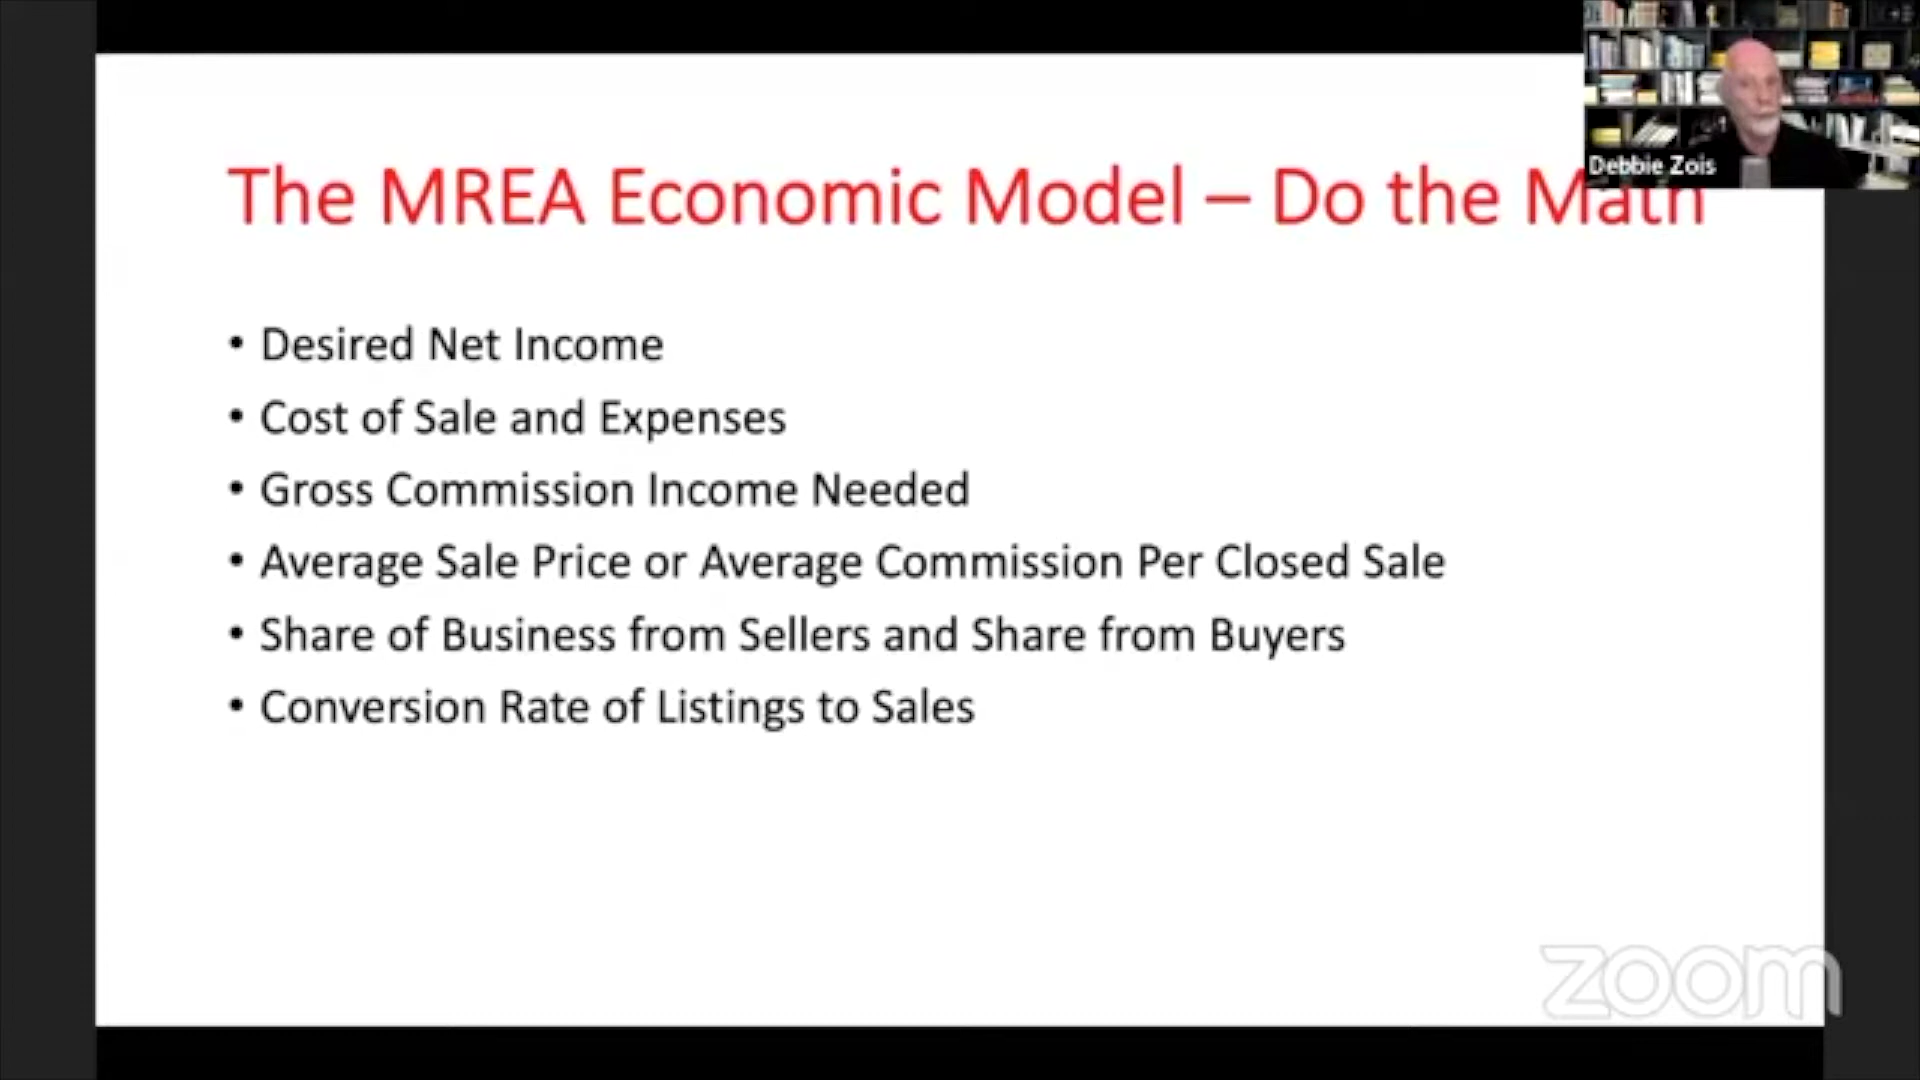 Debbie Zois
The MREA Economic Model – Do the Math
• Desired Net Income
• Cost of Sale and Expenses
• Gross Commission Income Needed
• Average Sale Price or Average Commission Per Closed Sale
• Share of Business from Sellers and Share from Buyers
• Conversion Rate of Listings to Sales
zoom